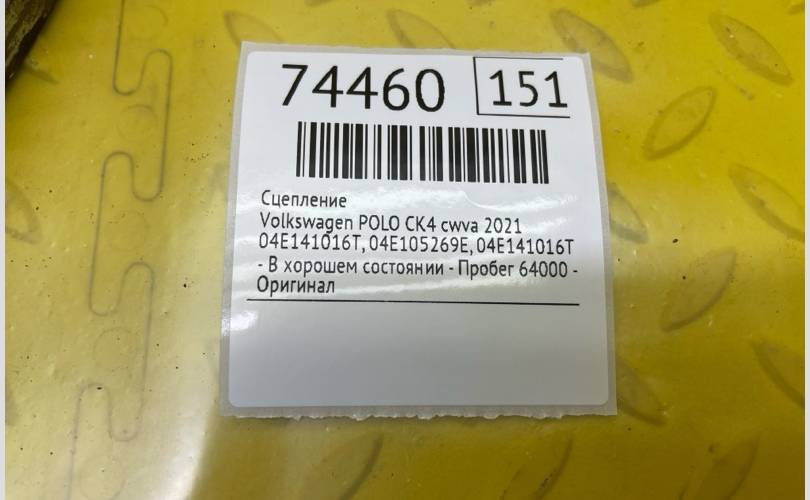 74460 151
Сцепление
Volkswagen POLO CK4 cwva 2021
04E141016T, 04E105269E, 04E141016T
- В хорошем состоянии - Пробег 64000 -
Оригинал